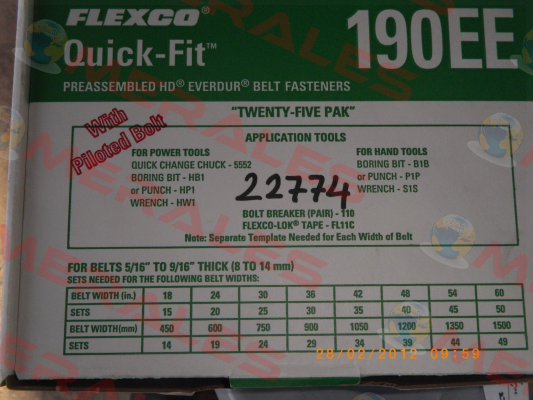 FLEXCO®
Quick-Fit™
190EE
PREASSEMBLED HD® EVERDUR® BELT FASTENERS
With
Piloted Bolt
"TWENTY-FIVE PAK"
APPLICATION TOOLS
FOR POWER TOOLS
QUICK CHANGE CHUCK - 5552
BORING BIT - HB1
or PUNCH - HP1
WRENCH - HW1
FOR HAND TOOLS
BORING BIT - B1B
or PUNCH - P1P
WRENCH - S1S
22774
BOLT BREAKER (PAIR) - 110
FLEXCO-LOK® TAPE - FL11C
Note: Separate Template Needed for Each Width of Belt
FOR BELTS 5/16" TO 9/16" THICK (8 TO 14 mm)
SETS NEEDED FOR THE FOLLOWING BELT WIDTHS:
BELT WIDTH (in.) 18 24 30 36 42 48 54 60
SETS 15 20 25 30 35 40 45 50
BELT WIDTH(mm) 450 600 750 900 1050 1200 1350 1500
SETS 14 19 24 29 34 39 44 49
28/02/2012 09:59
MERALES